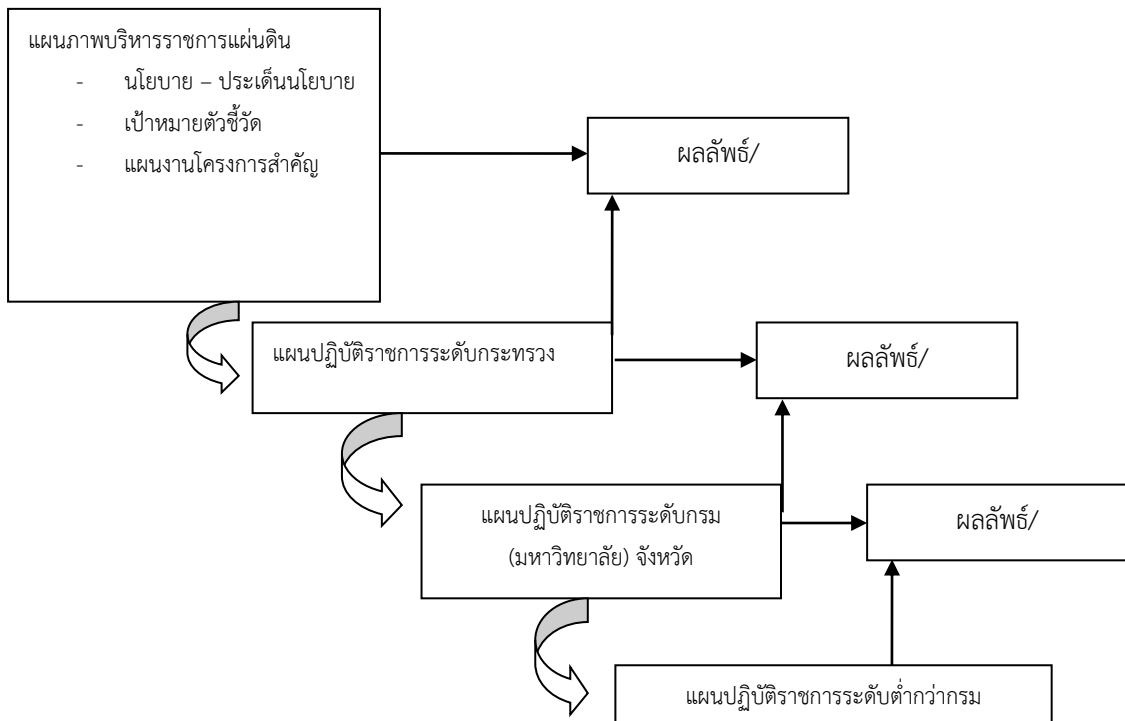 แผนภาพบริหารราชการแผ่นดิน
- นโยบาย – ประเด็นนโยบาย
- เป้าหมายตัวชี้วัด
- แผนงานโครงการสำคัญ
ผลลัพธ์/
แผนปฏิบัติราชการระดับกระทรวง
ผลลัพธ์/
แผนปฏิบัติราชการระดับกรม
(มหาวิทยาลัย) จังหวัด
ผลลัพธ์/
แผนปฏิบัติราชการระดับต่ำกว่ากรม